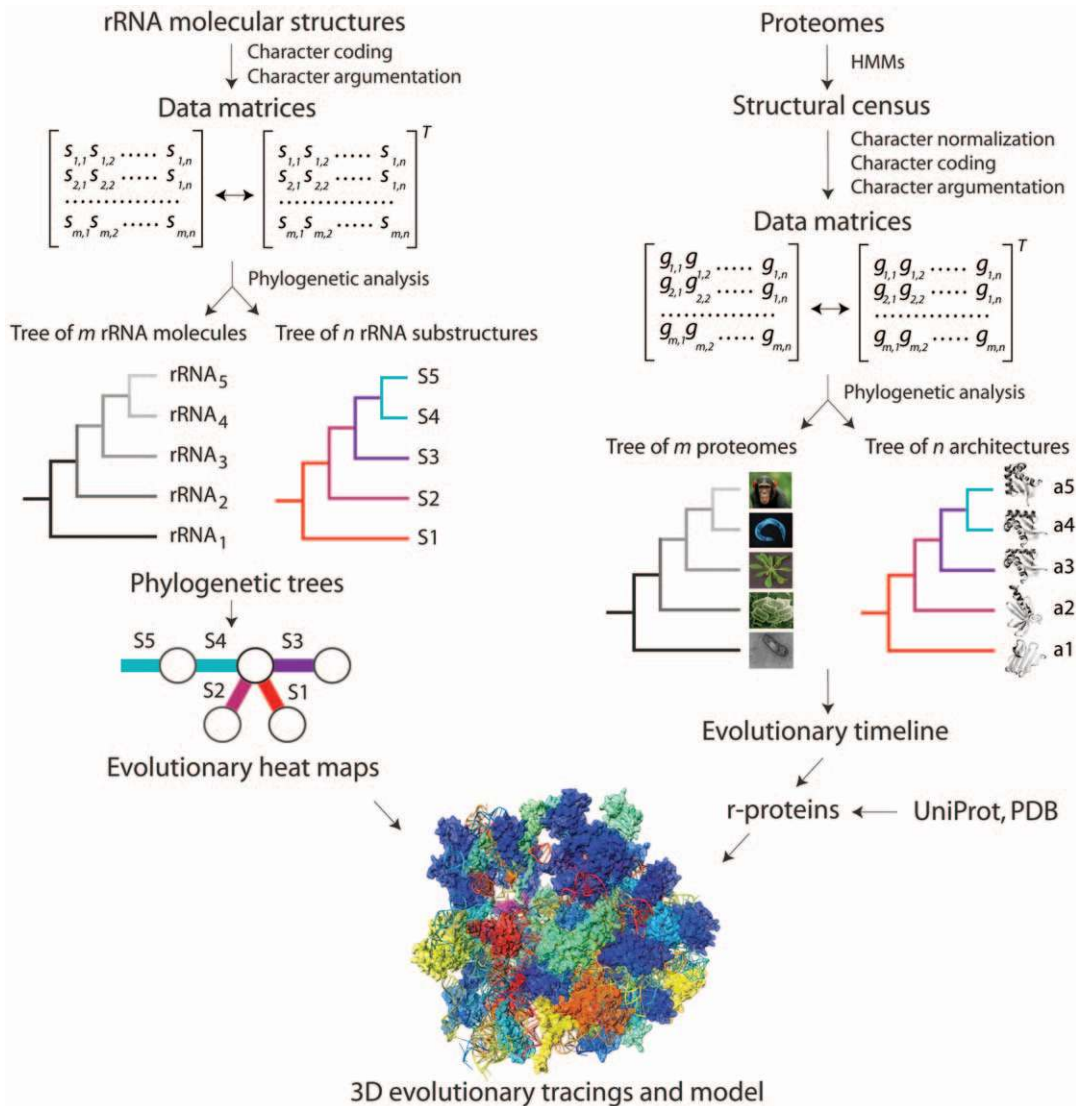 rRNA molecular structures
Character coding
Character argumentation
Data matrices
s1,1 s1,2 ..... s1,n
s2,1 s2,2 ..... s1,n
................
sm,1 sm,2 ..... sm,n
s1,1 s1,2 ..... s1,n
s2,1 s2,2 ..... s1,n
................
sm,1 sm,2 ..... sm,n
T
Phylogenetic analysis
Tree of m rRNA molecules
rRNA5
rRNA4
rRNA3
rRNA2
rRNA1
Tree of n rRNA substructures
S5
S4
S3
S2
S1
Phylogenetic trees
S5 S4 S3
S2 S1
Evolutionary heat maps
Proteomes
HMMs
Structural census
Character normalization
Character coding
Character argumentation
Data matrices
g1,1 g1,2 ..... g1,n
g2,1 g2,2 ..... g1,n
................
gm,1 gm,2 ..... gm,n
g1,1 g1,2 ..... g1,n
g2,1 g2,2 ..... g1,n
................
gm,1 gm,2 ..... gm,n
T
Phylogenetic analysis
Tree of m proteomes
Tree of n architectures
a5
a4
a3
a2
a1
Evolutionary timeline
r-proteins
UniProt, PDB
3D evolutionary tracings and model